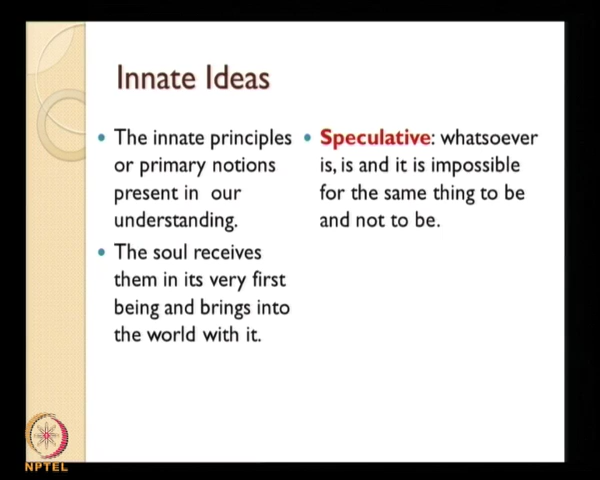 Innate Ideas
• The innate principles
or primary notions
present in our
understanding.
• The soul receives
them in its very first
being and brings into
the world with it.
• Speculative: whatsoever
is, is and it is impossible
for the same thing to be
and not to be.
NPTEL